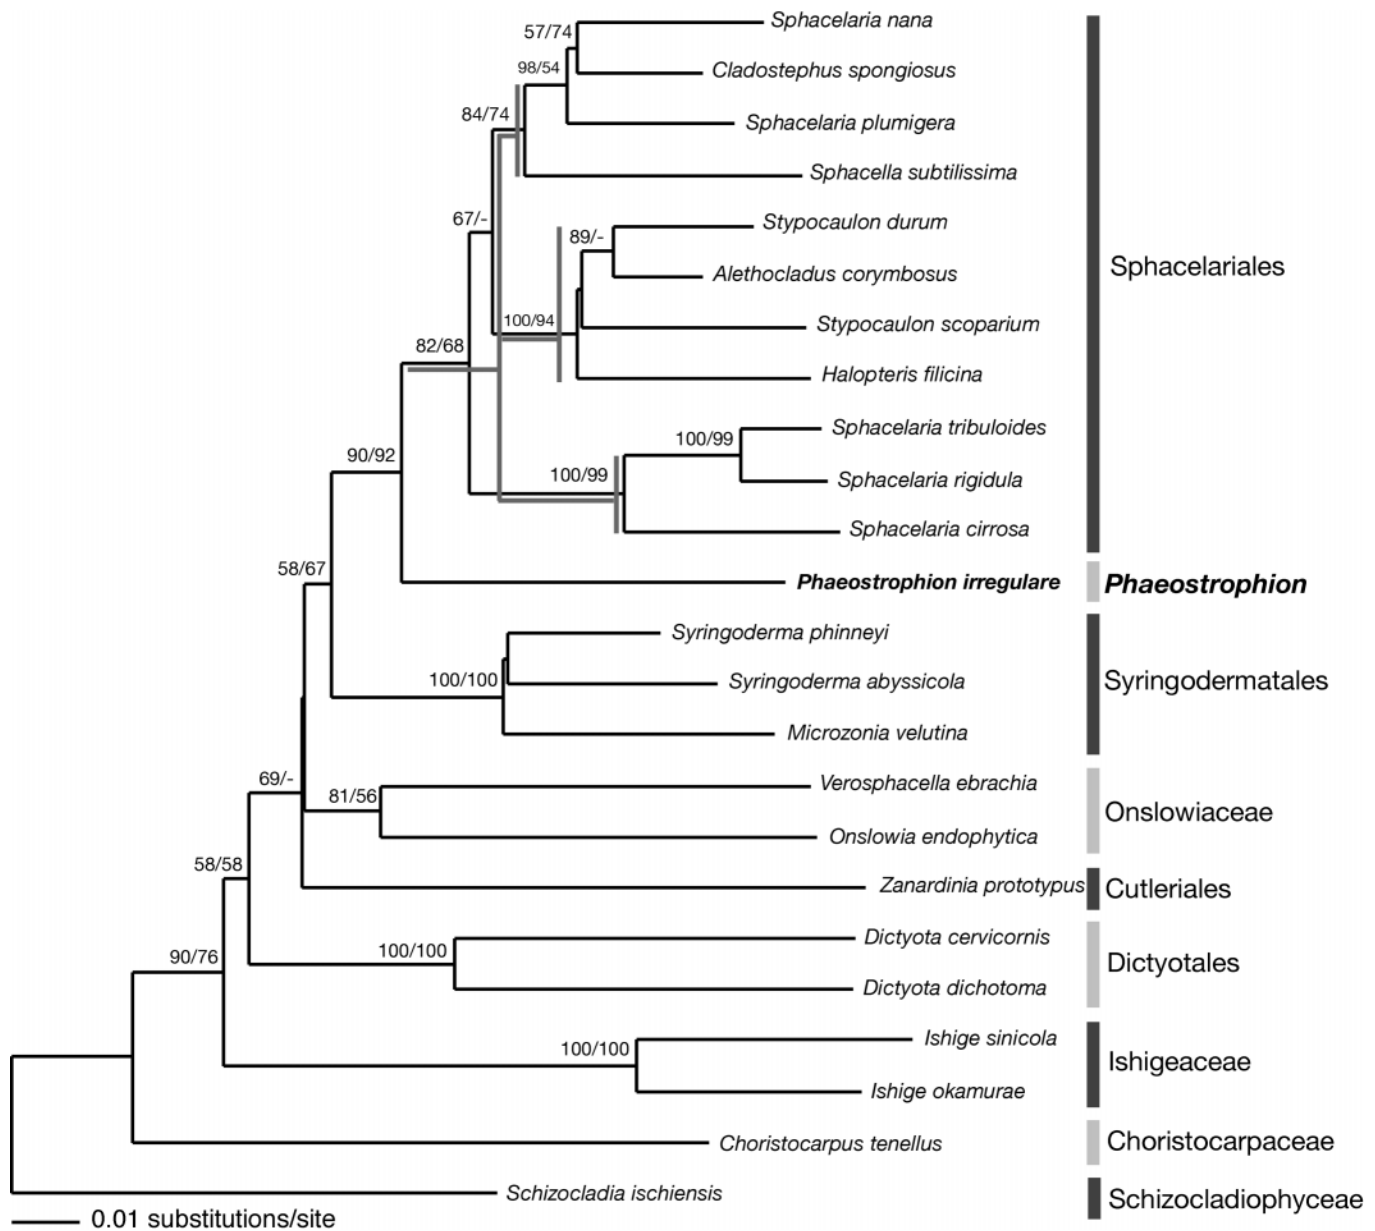 Sphacelaria nana
57/74
98/54
Cladostephus spongiosus
84/74
Sphacelaria plumigera
Sphacella subtilissima
67/-
Stypocaulon durum
89/-
Sphacelariales
Alethocladus corymbosus
100/94
Stypocaulon scoparium
82/68
Halopteris filicina
Sphacelaria tribuloides
100/99
90/92
100/99
Sphacelaria rigidula
Sphacelaria cirrosa
58/67
Phaeostrophion irregulare
Phaeostrophion
Syringoderma phinneyi
100/100
Syringoderma abyssicola
Syringodermatales
Microzonia velutina
69/-
Verosphacella ebrachia
81/56
Onslowiaceae
Onslowia endophytica
58/58
Zanardinia prototypus
Cutleriales
Dictyota cervicornis
100/100
90/76
Dictyotales
Dictyota dichotoma
Ishige sinicola
100/100
Ishigeaceae
Ishige okamurae
Choristocarpus tenellus
Choristocarpaceae
Schizocladia ischiensis
Schizocladiophyceae
0.01 substitutions/site